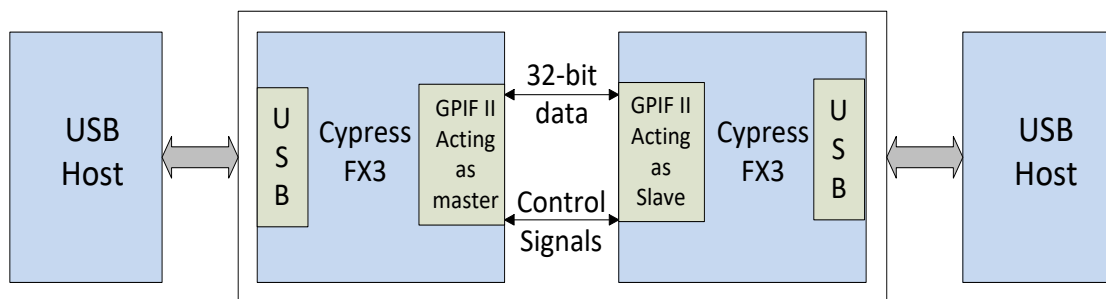 USB
Host
U
S
B
Cypress
FX3
GPIF II
Acting
as
master
32-bit
data
Control
Signals
GPIF II
Acting
as
Slave
Cypress
FX3
U
S
B
USB
Host